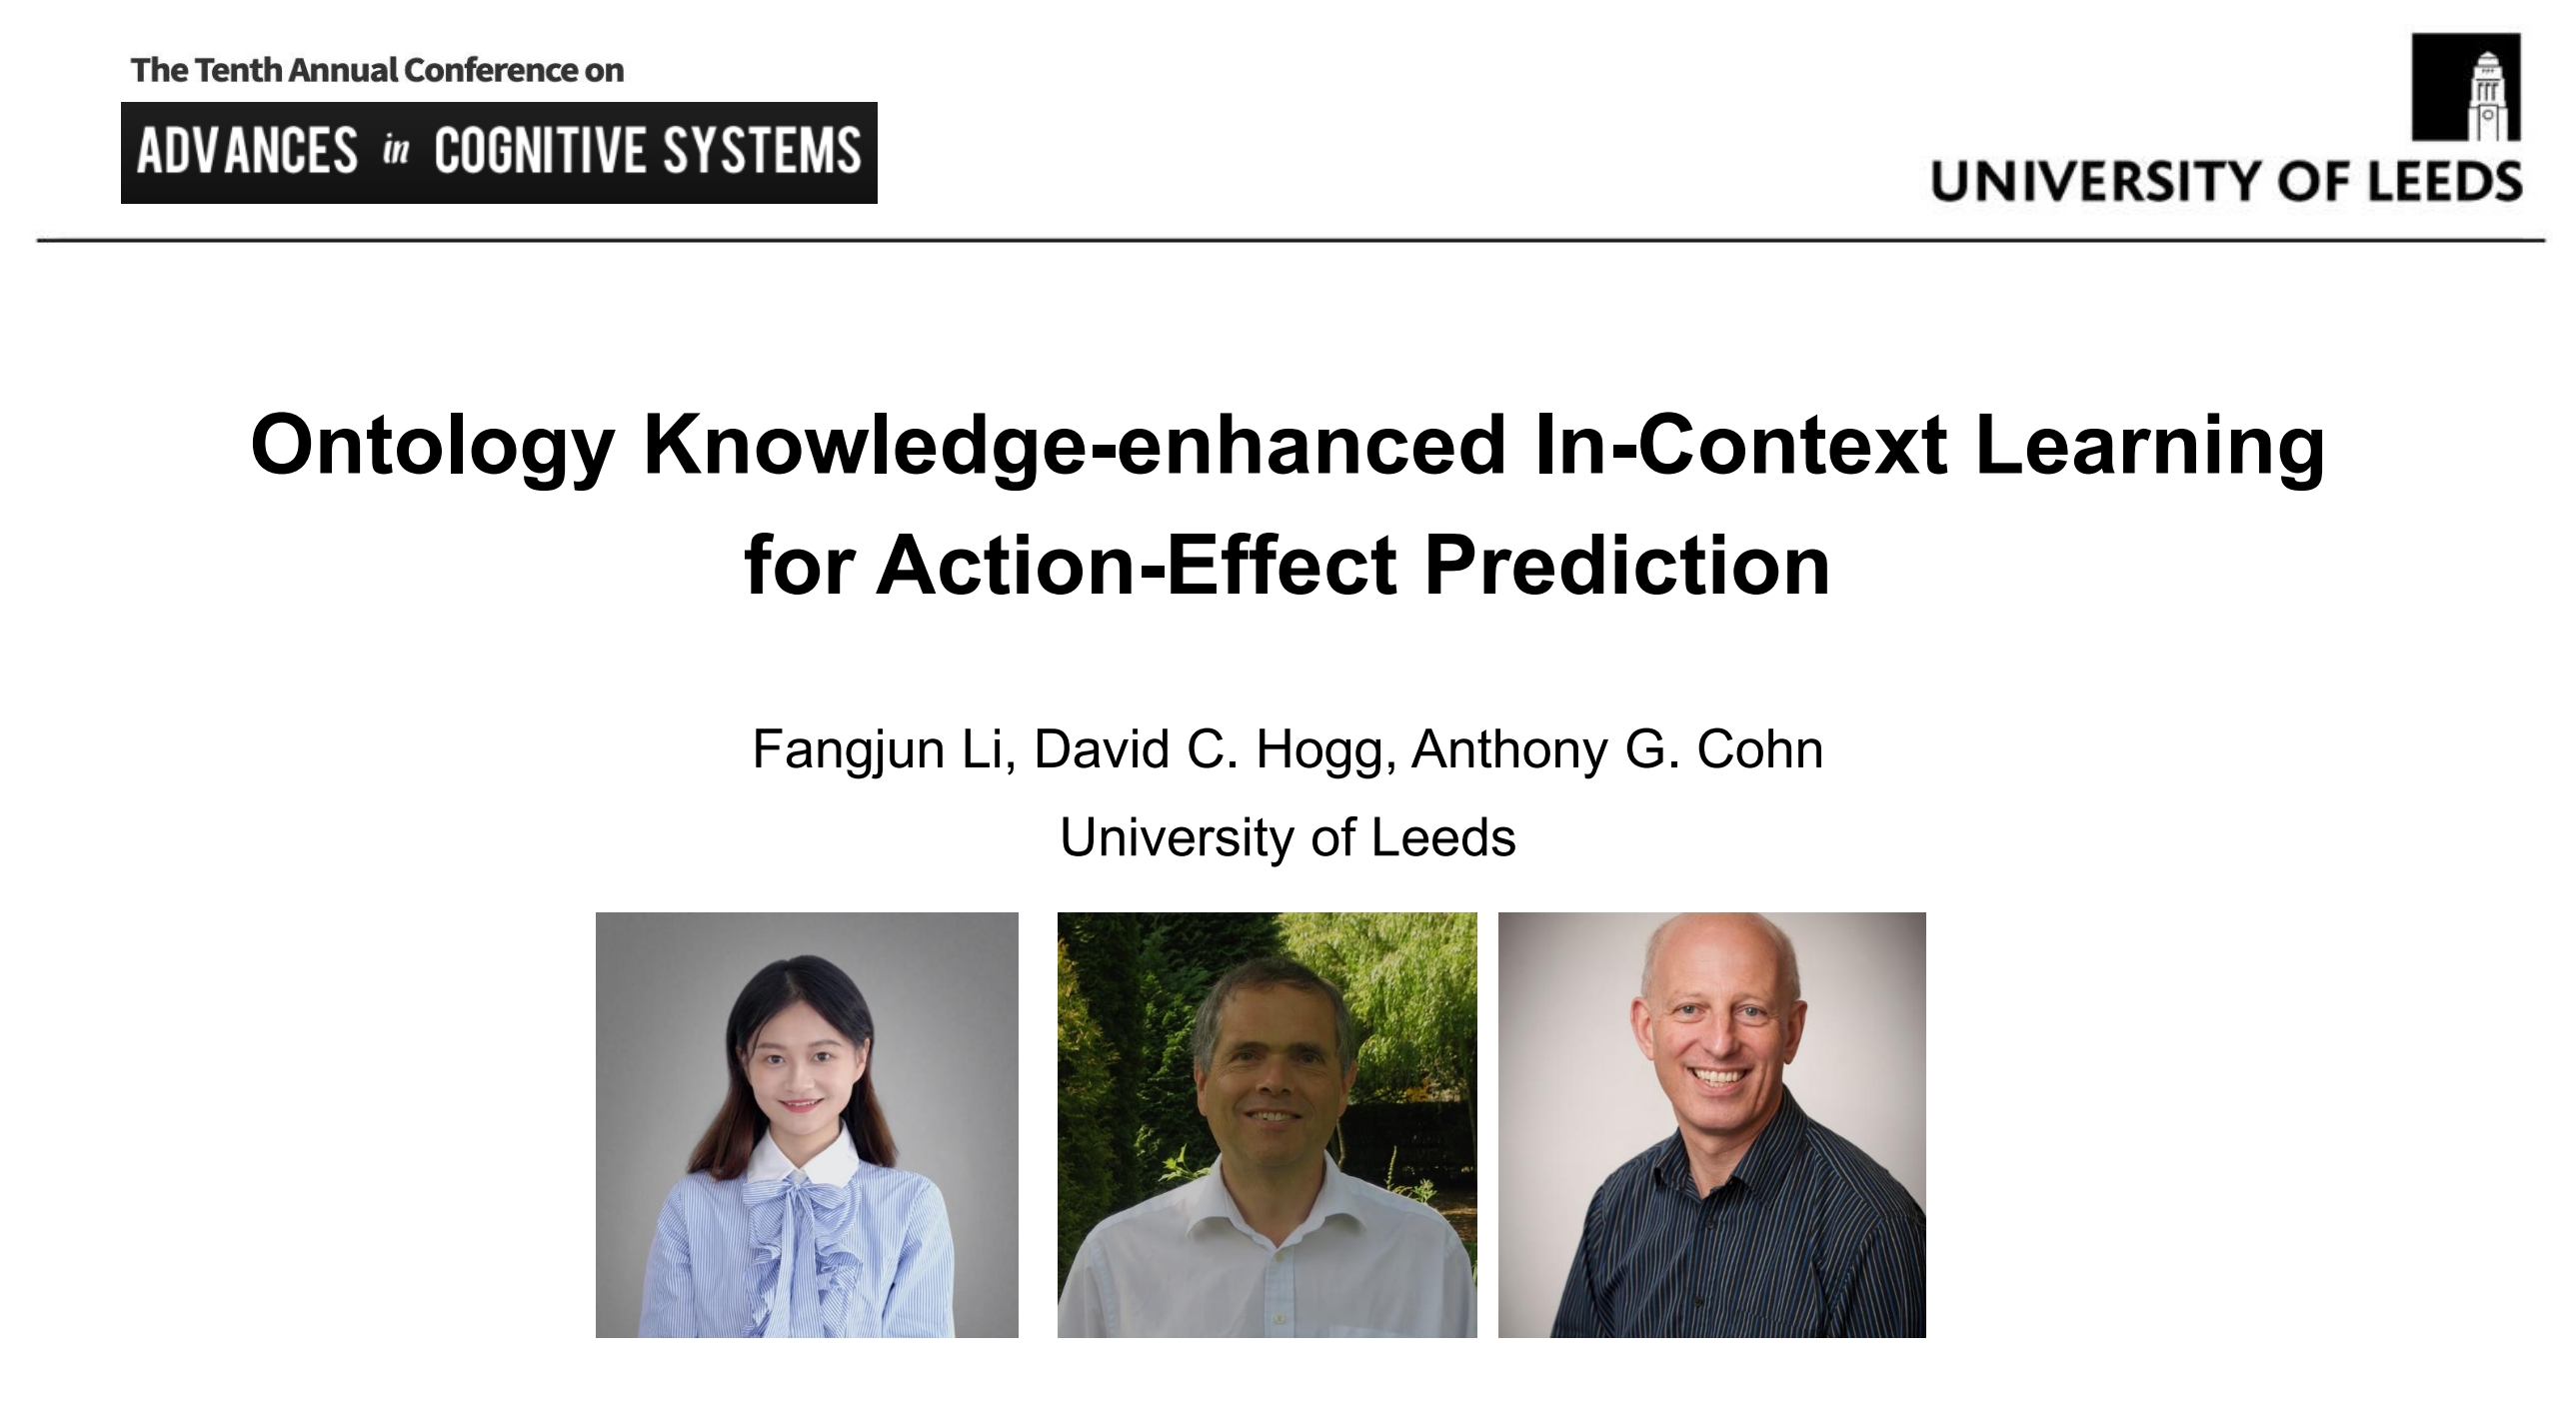 The Tenth Annual Conference on
ADVANCES in COGNITIVE SYSTEMS
UNIVERSITY OF LEEDS
Ontology Knowledge-enhanced In-Context Learning
for Action-Effect Prediction
Fangjun Li, David C. Hogg, Anthony G. Cohn
University of Leeds